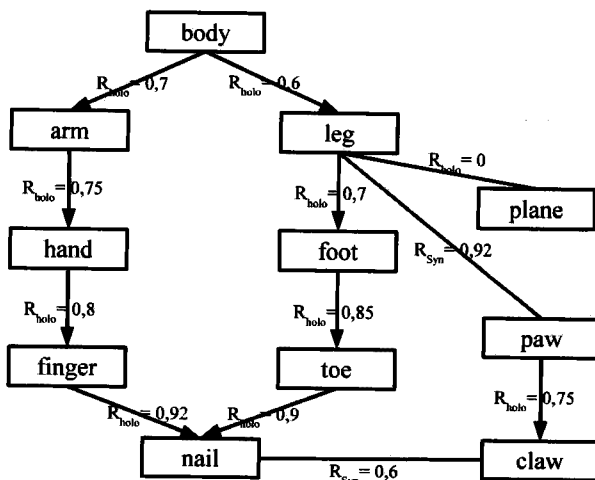 body
R_holo = 0,7
R_holo = 0,6
arm
leg
R_holo = 0
R_holo = 0,75
R_holo = 0,7
plane
hand
foot
R_Syn = 0,92
R_holo = 0,8
R_holo = 0,85
paw
finger
toe
R_holo = 0,75
R_holo = 0,92
R_holo = 0,9
nail
claw
R_Syn = 0,6